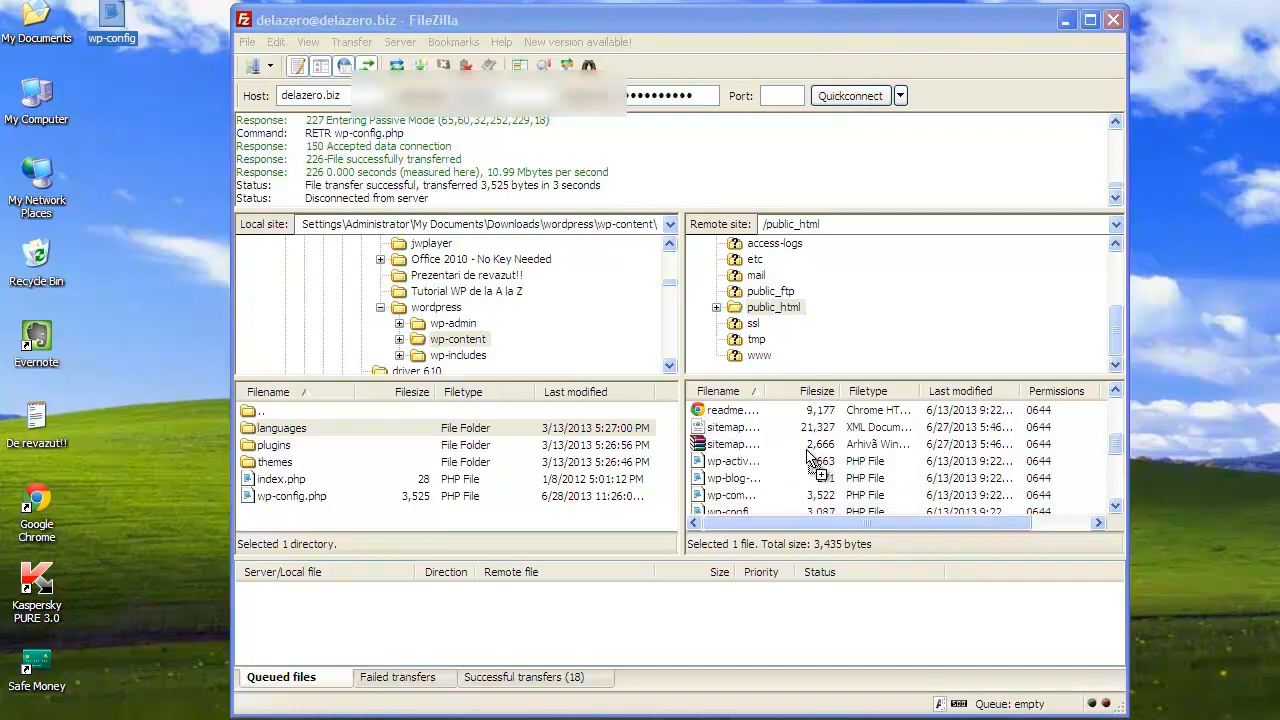 My Documents
wp-config
My Computer
My Network
Places
Recycle Bin
Evernote
De revazut!!
Google
Chrome
Kaspersky
PURE 3.0
Safe Money
delazero@delazero.biz - FileZilla
File Edit View Transfer Server Bookmarks Help New version available!
Host: delazero.biz ●●●●●●●●●● Port: Quickconnect
Response: 227 Entering Passive Mode (65,60,32,252,229,18)
Command: RETR wp-config.php
Response: 150 Accepted data connection
Response: 226-File successfully transferred
Response: 226 0.000 seconds (measured here), 10.99 Mbytes per second
Status: File transfer successful, transferred 3,525 bytes in 3 seconds
Status: Disconnected from server
Local site: Settings\Administrator\My Documents\Downloads\wordpress\wp-content\
jwplayer
Office 2010 - No Key Needed
Prezentari de revazut!!
Tutorial WP de la A la Z
wordpress
wp-admin
wp-content
wp-includes
driver 610
Remote site: /public_html
access-logs
etc
mail
public_ftp
public_html
ssl
tmp
www
Filename / Filesize Filetype Last modified
..
languages File Folder 3/13/2013 5:27:00 PM
plugins File Folder 3/13/2013 5:26:56 PM
themes File Folder 3/13/2013 5:26:46 PM
index.php 28 PHP File 1/8/2012 5:01:12 PM
wp-config.php 3,525 PHP File 6/28/2013 11:26:0...
Selected 1 directory.
Filename / Filesize Filetype Last modified Permissions
readme.... 9,177 Chrome HT... 6/13/2013 9:22... 0644
sitemap.... 21,327 XML Docum... 6/27/2013 5:46... 0644
sitemap.... 2,666 Arhivă Win... 6/27/2013 5:46... 0644
wp-activ... PHP File 6/13/2013 9:22... 0644
wp-blog-... PHP File 6/13/2013 9:22... 0644
wp-com... 3,522 PHP File 6/13/2013 9:22... 0644
wp-confi... 3,087 PHP File 6/13/2013 9:22... 0644
Selected 1 file. Total size: 3,435 bytes
Server/Local file Direction Remote file Size Priority Status
Queued files Failed transfers Successful transfers (18)
Queue: empty